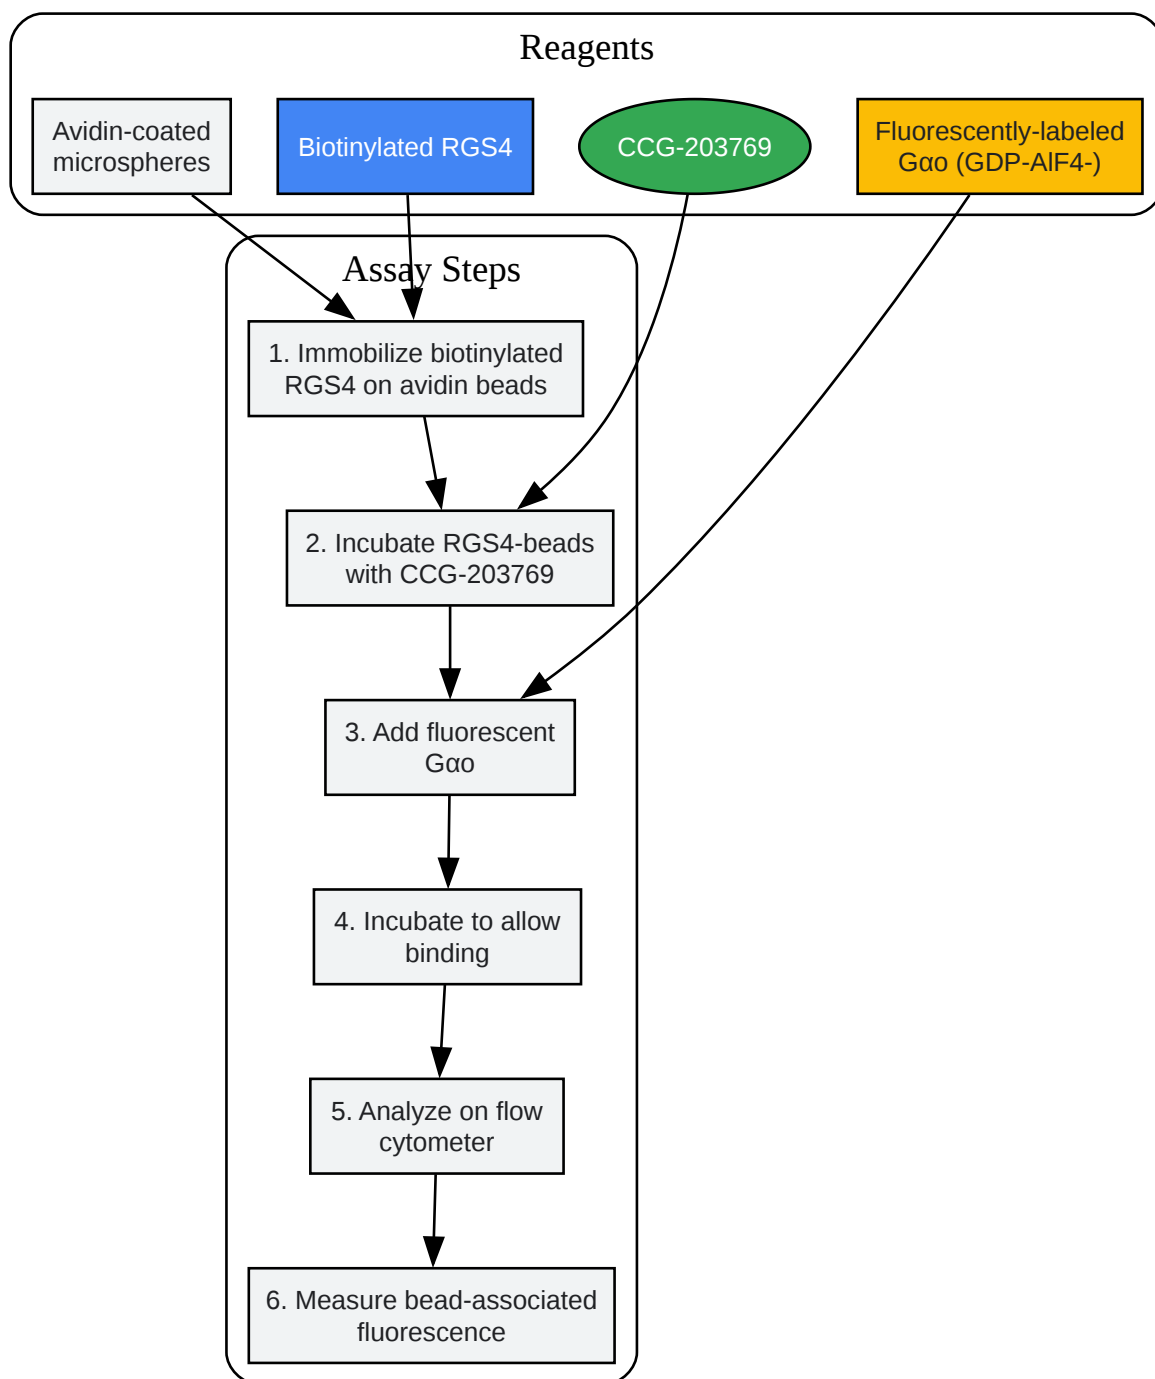 Reagents
Avidin-coated
microspheres
Biotinylated RGS4
CCG-203769
Fluorescently-labeled
Gαo (GDP-AlF4-)
Assay Steps
1. Immobilize biotinylated
RGS4 on avidin beads
2. Incubate RGS4-beads
with CCG-203769
3. Add fluorescent
Gαo
4. Incubate to allow
binding
5. Analyze on flow
cytometer
6. Measure bead-associated
fluorescence